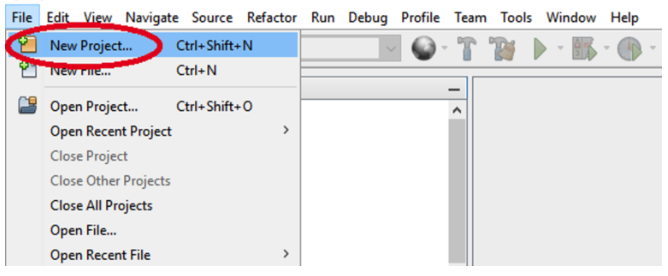 File Edit View Navigate Source Refactor Run Debug Profile Team Tools Window Help
New Project... Ctrl+Shift+N
New File... Ctrl+N
Open Project... Ctrl+Shift+O
Open Recent Project
Close Project
Close Other Projects
Close All Projects
Open File...
Open Recent File